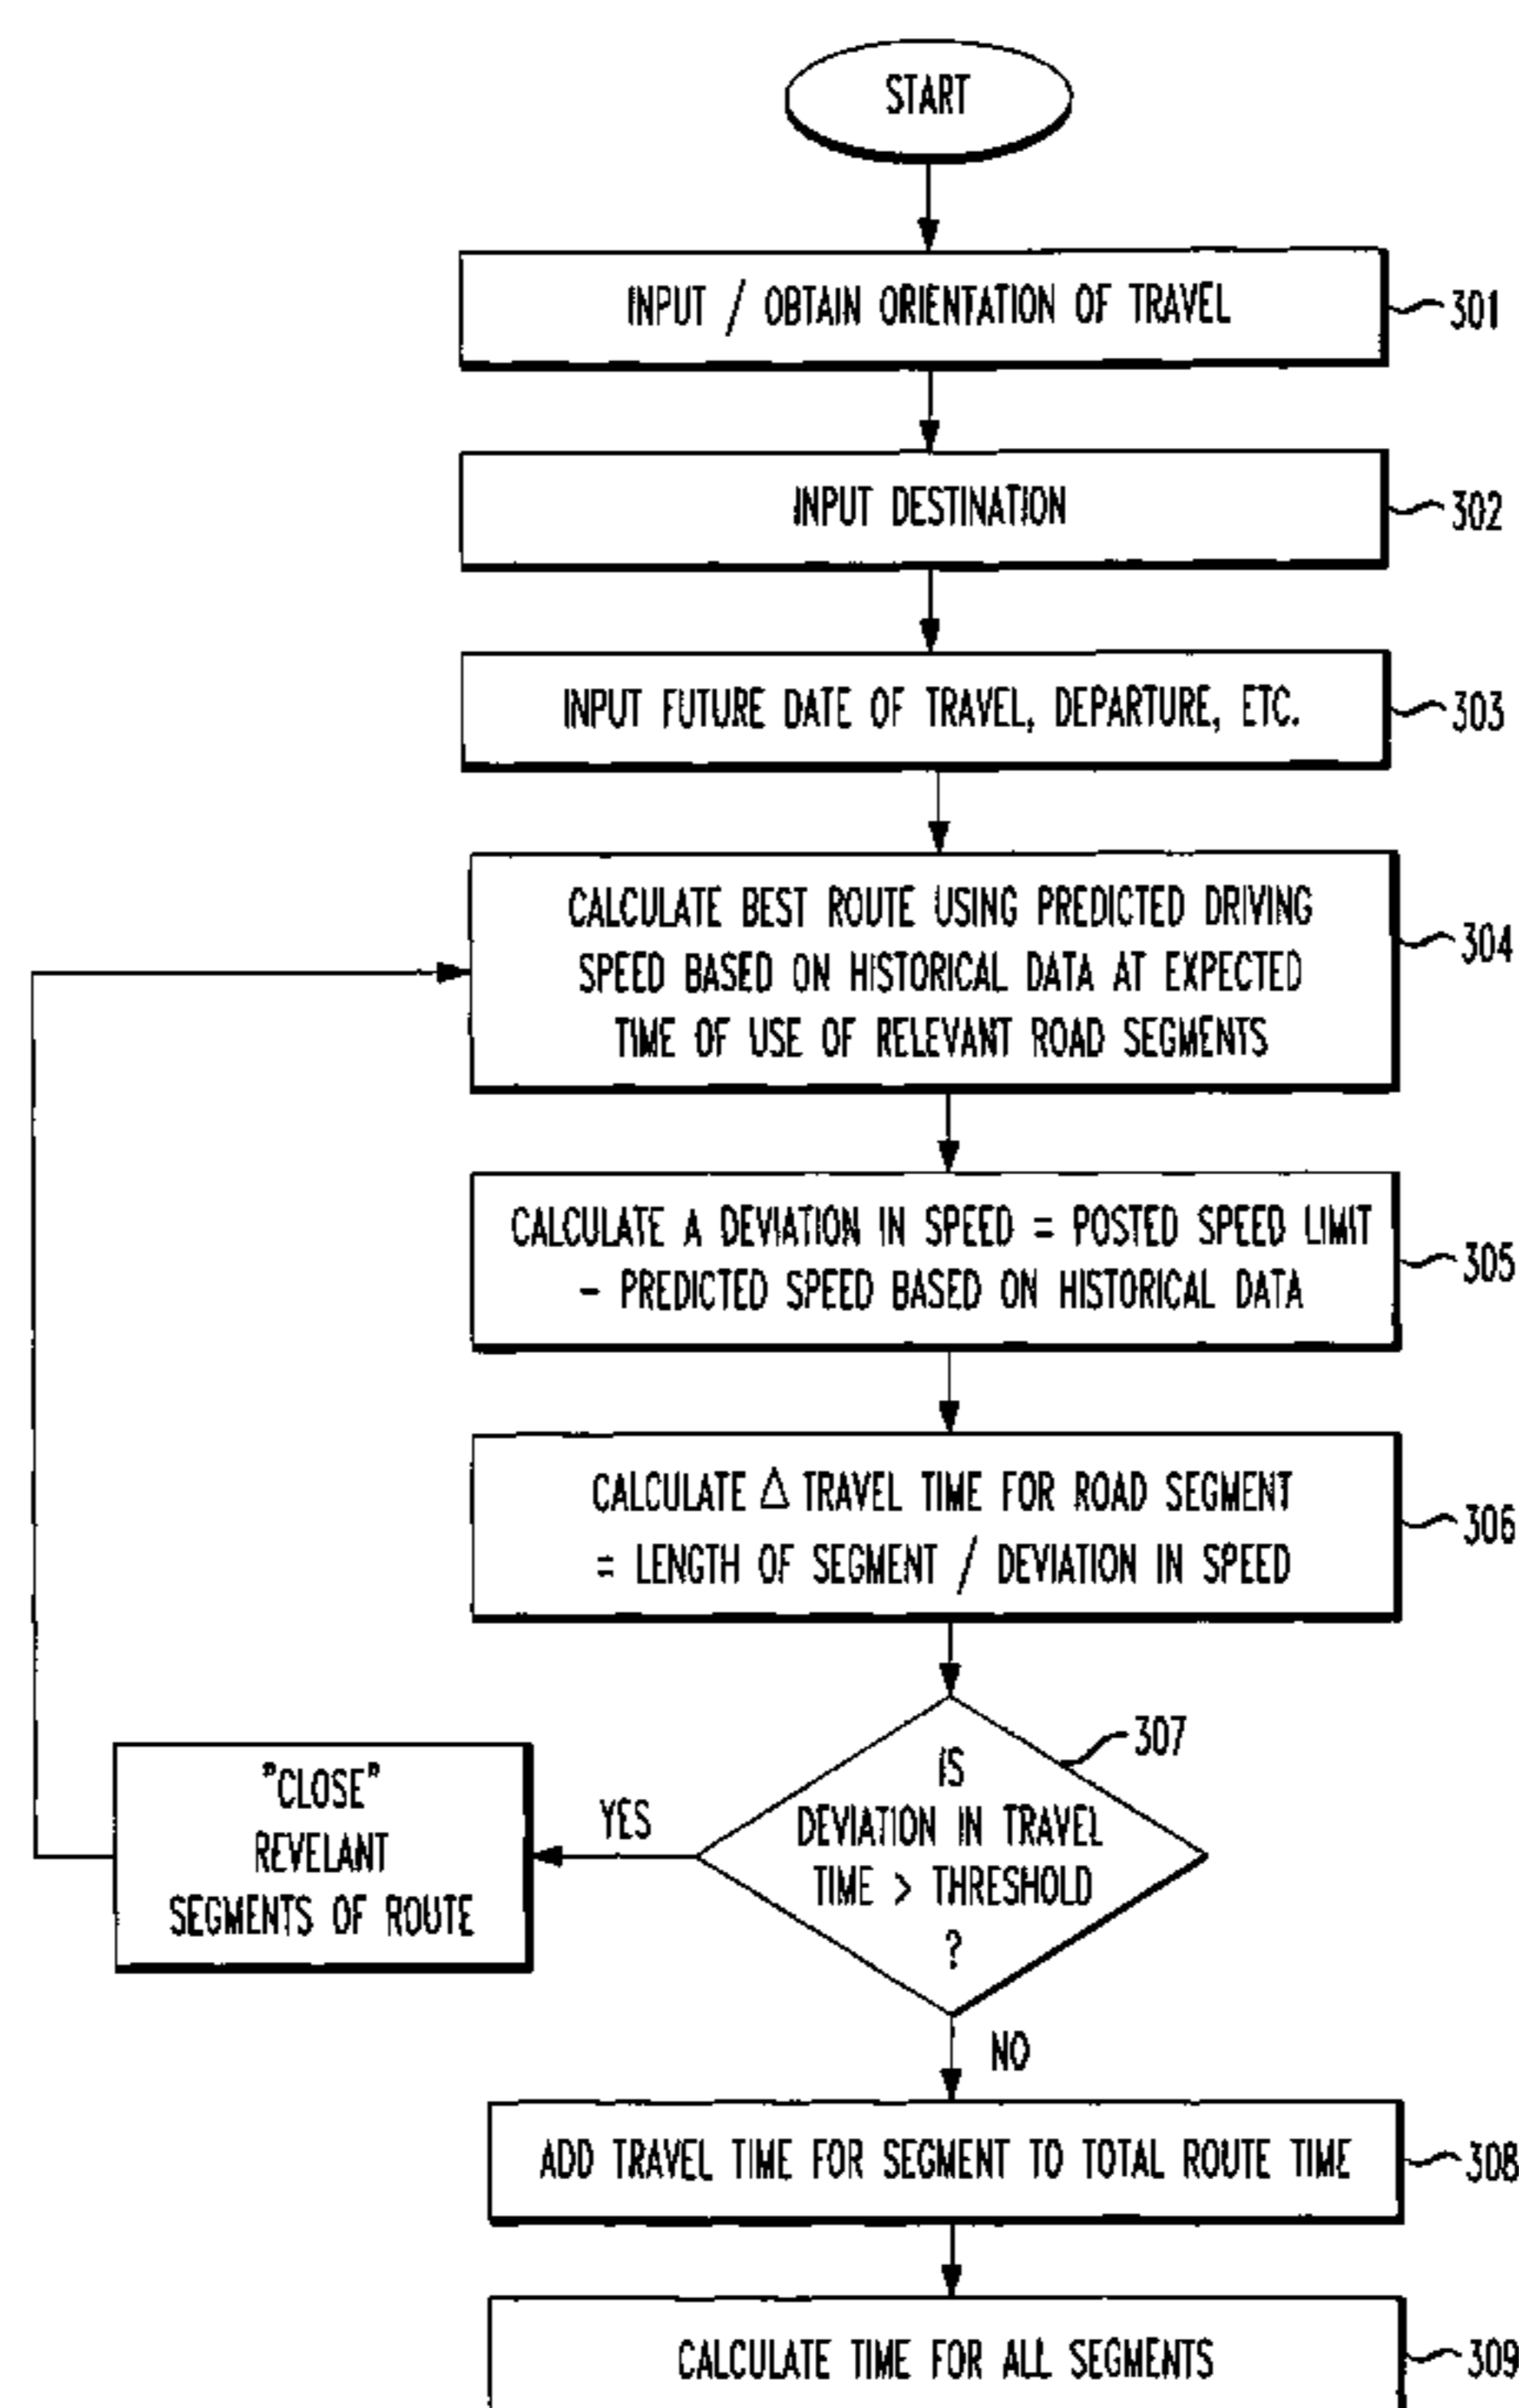 START
INPUT / OBTAIN ORIENTATION OF TRAVEL
301
INPUT DESTINATION
302
INPUT FUTURE DATE OF TRAVEL, DEPARTURE, ETC.
303
CALCULATE BEST ROUTE USING PREDICTED DRIVING
SPEED BASED ON HISTORICAL DATA AT EXPECTED
TIME OF USE OF RELEVANT ROAD SEGMENTS
304
CALCULATE A DEVIATION IN SPEED = POSTED SPEED LIMIT
- PREDICTED SPEED BASED ON HISTORICAL DATA
305
CALCULATE △ TRAVEL TIME FOR ROAD SEGMENT
= LENGTH OF SEGMENT / DEVIATION IN SPEED
306
307
IS
DEVIATION IN TRAVEL
TIME > THRESHOLD
?
YES
"CLOSE"
REVELANT
SEGMENTS OF ROUTE
NO
ADD TRAVEL TIME FOR SEGMENT TO TOTAL ROUTE TIME
308
CALCULATE TIME FOR ALL SEGMENTS
309